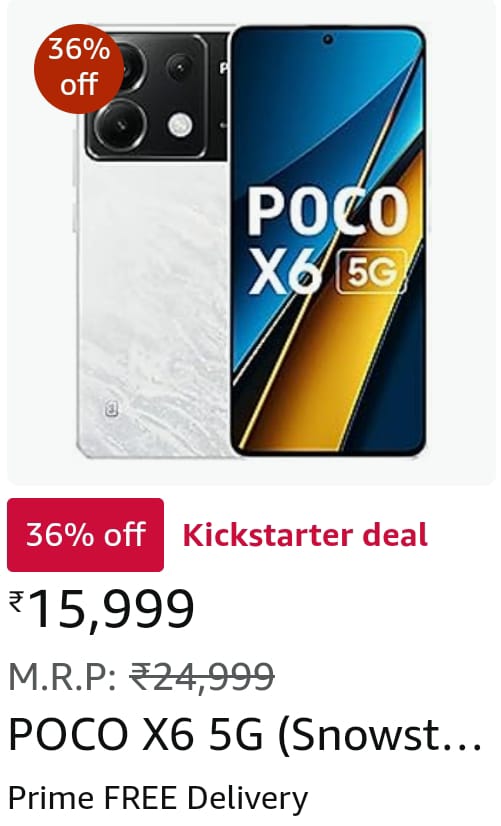 36%
off
POCO
X6 5G
36% off Kickstarter deal
₹15,999
M.R.P: ₹24,999
POCO X6 5G (Snowst...
Prime FREE Delivery